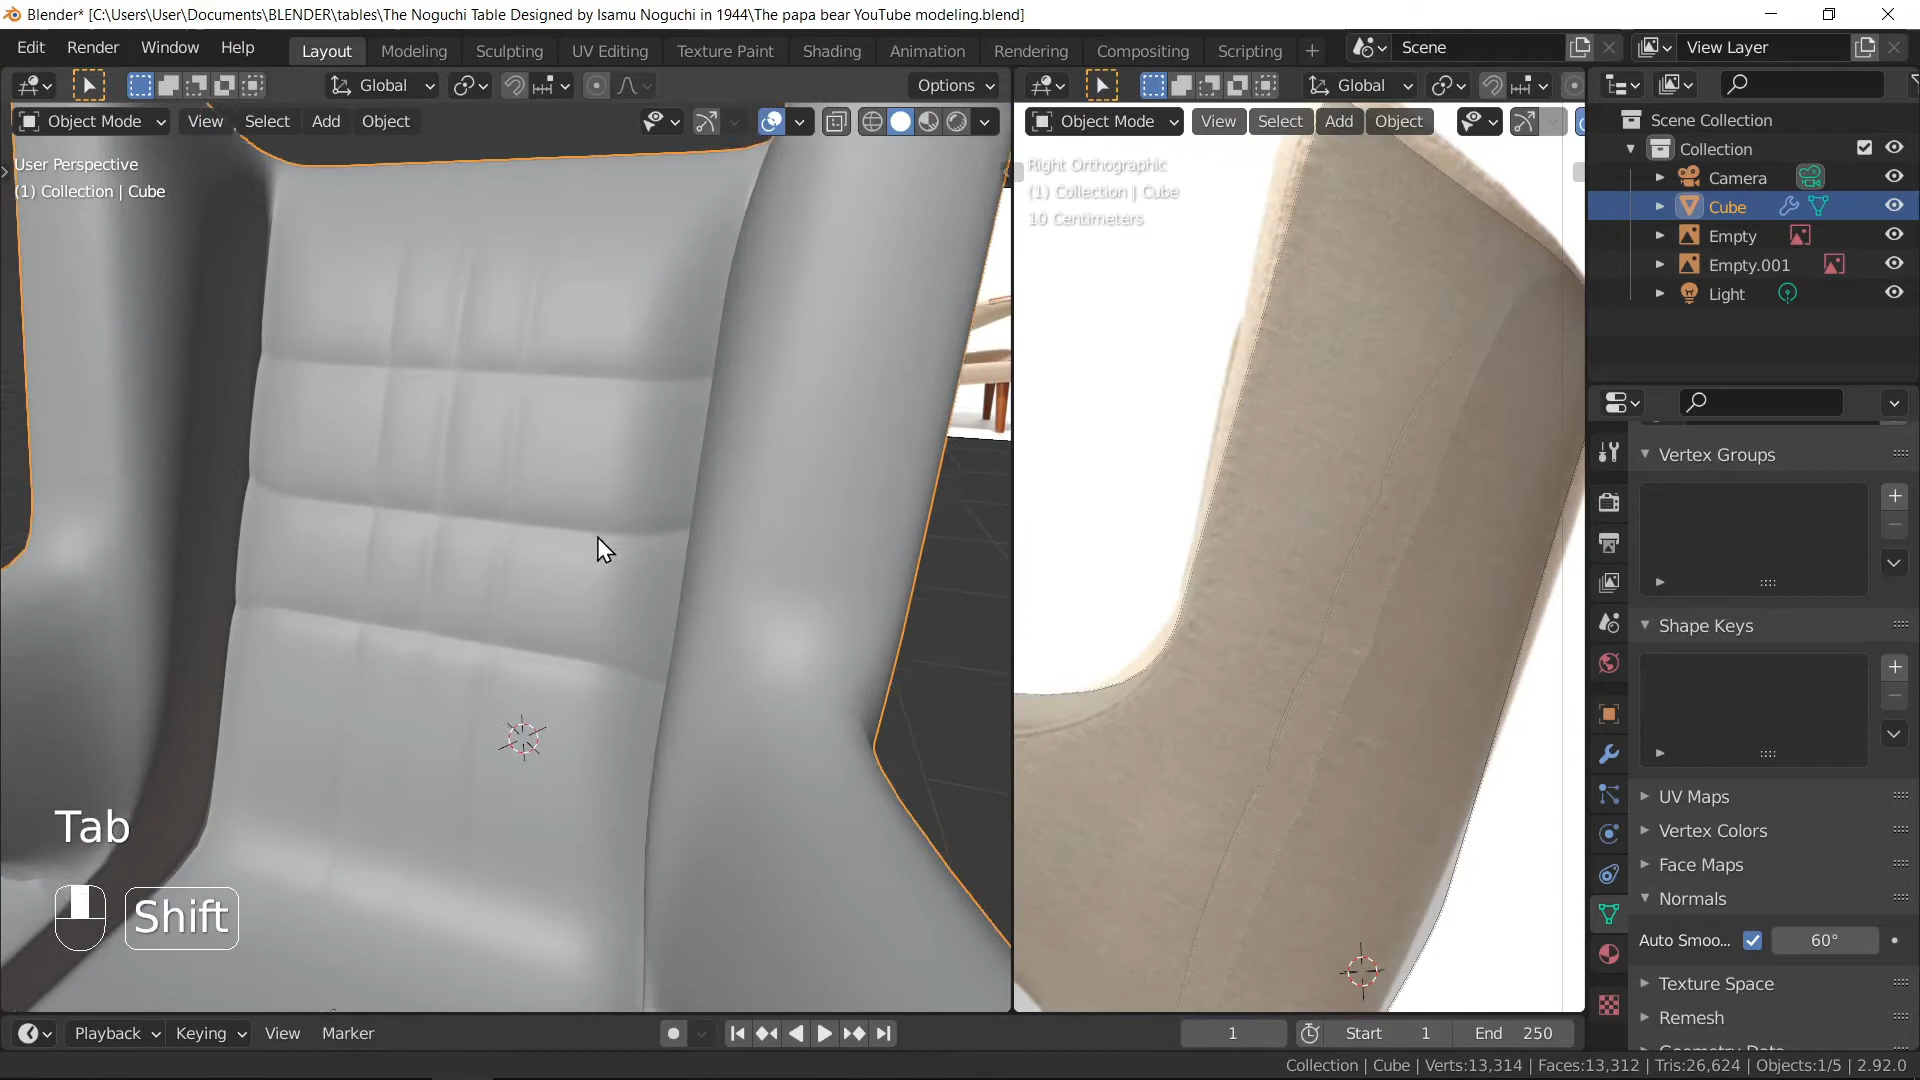 Blender* [C:\Users\User\Documents\BLENDER\tables\The Noguchi Table Designed by Isamu Noguchi in 1944\The papa bear YouTube modeling.blend]
Edit Render Window Help Layout Modeling Sculpting UV Editing Texture Paint Shading Animation Rendering Compositing Scripting + Scene View Layer
Global Options Global
Object Mode View Select Add Object Object Mode View Select Add Object
Scene Collection
Collection
Camera
Cube
Empty
Empty.001
Light
User Perspective
(1) Collection | Cube
Right Orthographic
(1) Collection | Cube
10 Centimeters
Vertex Groups
Shape Keys
UV Maps
Vertex Colors
Face Maps
Normals
Auto Smoo... 60°
Texture Space
Remesh
Tab
Shift
Playback Keying View Marker 1 Start 1 End 250
Collection | Cube | Verts:13,314 | Faces:13,312 | Tris:26,624 | Objects:1/5 | 2.92.0